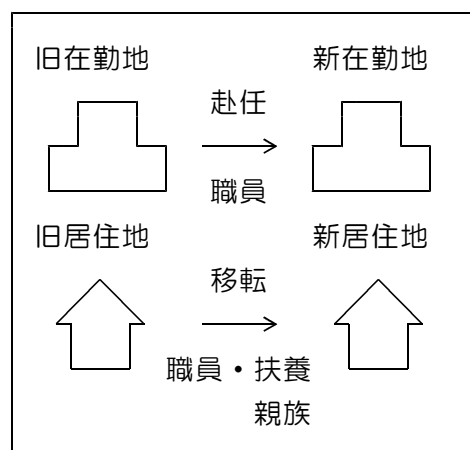 旧在勤地
新在勤地
赴任
職員
旧居住地
新居住地
移転
職員・扶養
親族